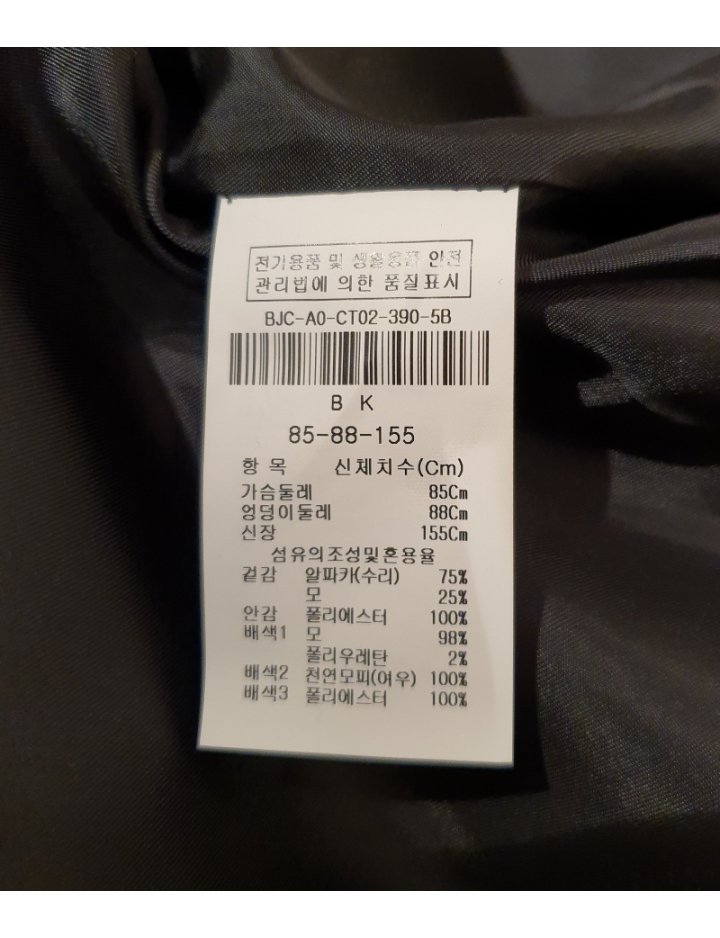 전기용품 및 생활용품 안전
관리법에 의한 품질표시
BJC-A0-CT02-390-5B
B K
85-88-155
항 목 신체치수(Cm)
가슴둘레 85Cm
엉덩이둘레 88Cm
신장 155Cm
섬유의조성및혼용율
겉감 알파카(수리) 75%
모 25%
안감 폴리에스터 100%
배색1 모 98%
폴리우레탄 2%
배색2 천연모피(여우) 100%
배색3 폴리에스터 100%